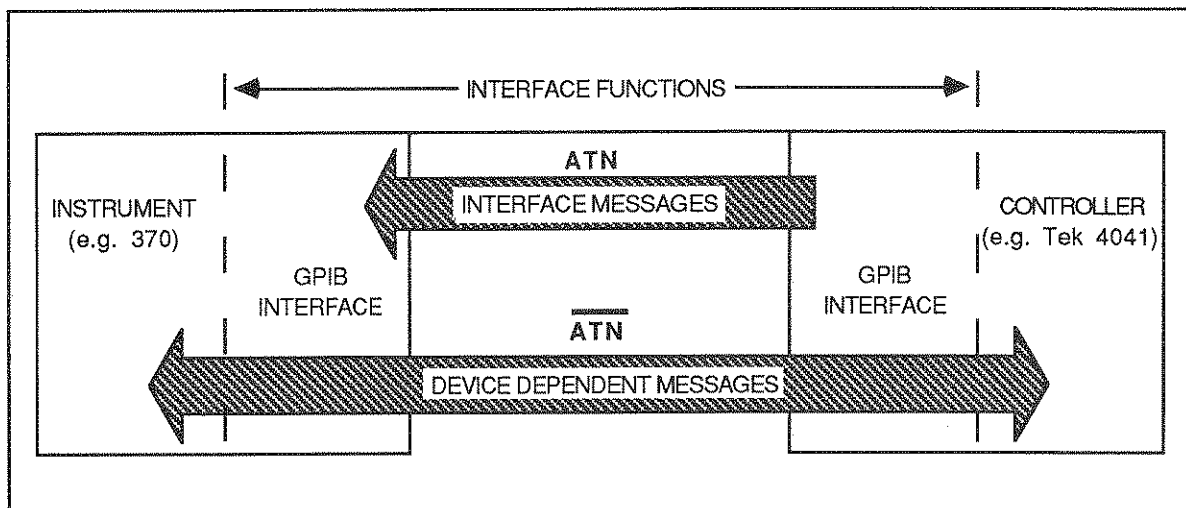 INTERFACE FUNCTIONS
ATN
INTERFACE MESSAGES
INSTRUMENT
(e.g. 370)
CONTROLLER
(e.g. Tek 4041)
GPIB
INTERFACE
GPIB
INTERFACE
ATN
DEVICE DEPENDENT MESSAGES